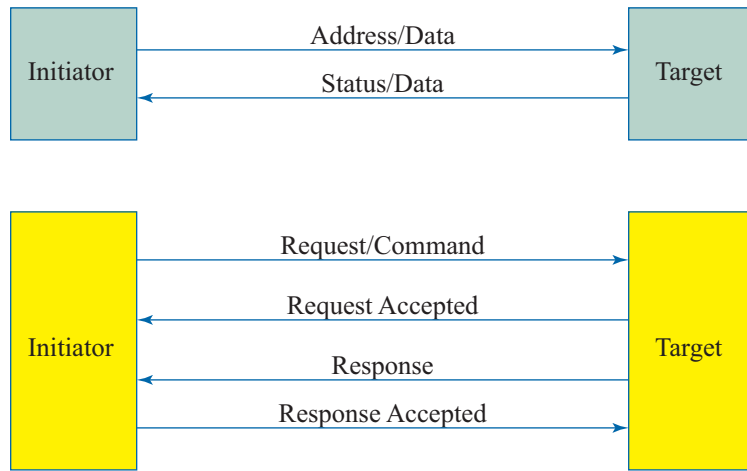 Address/Data
Initiator
Target
Status/Data
Request/Command
Request Accepted
Initiator
Target
Response
Response Accepted